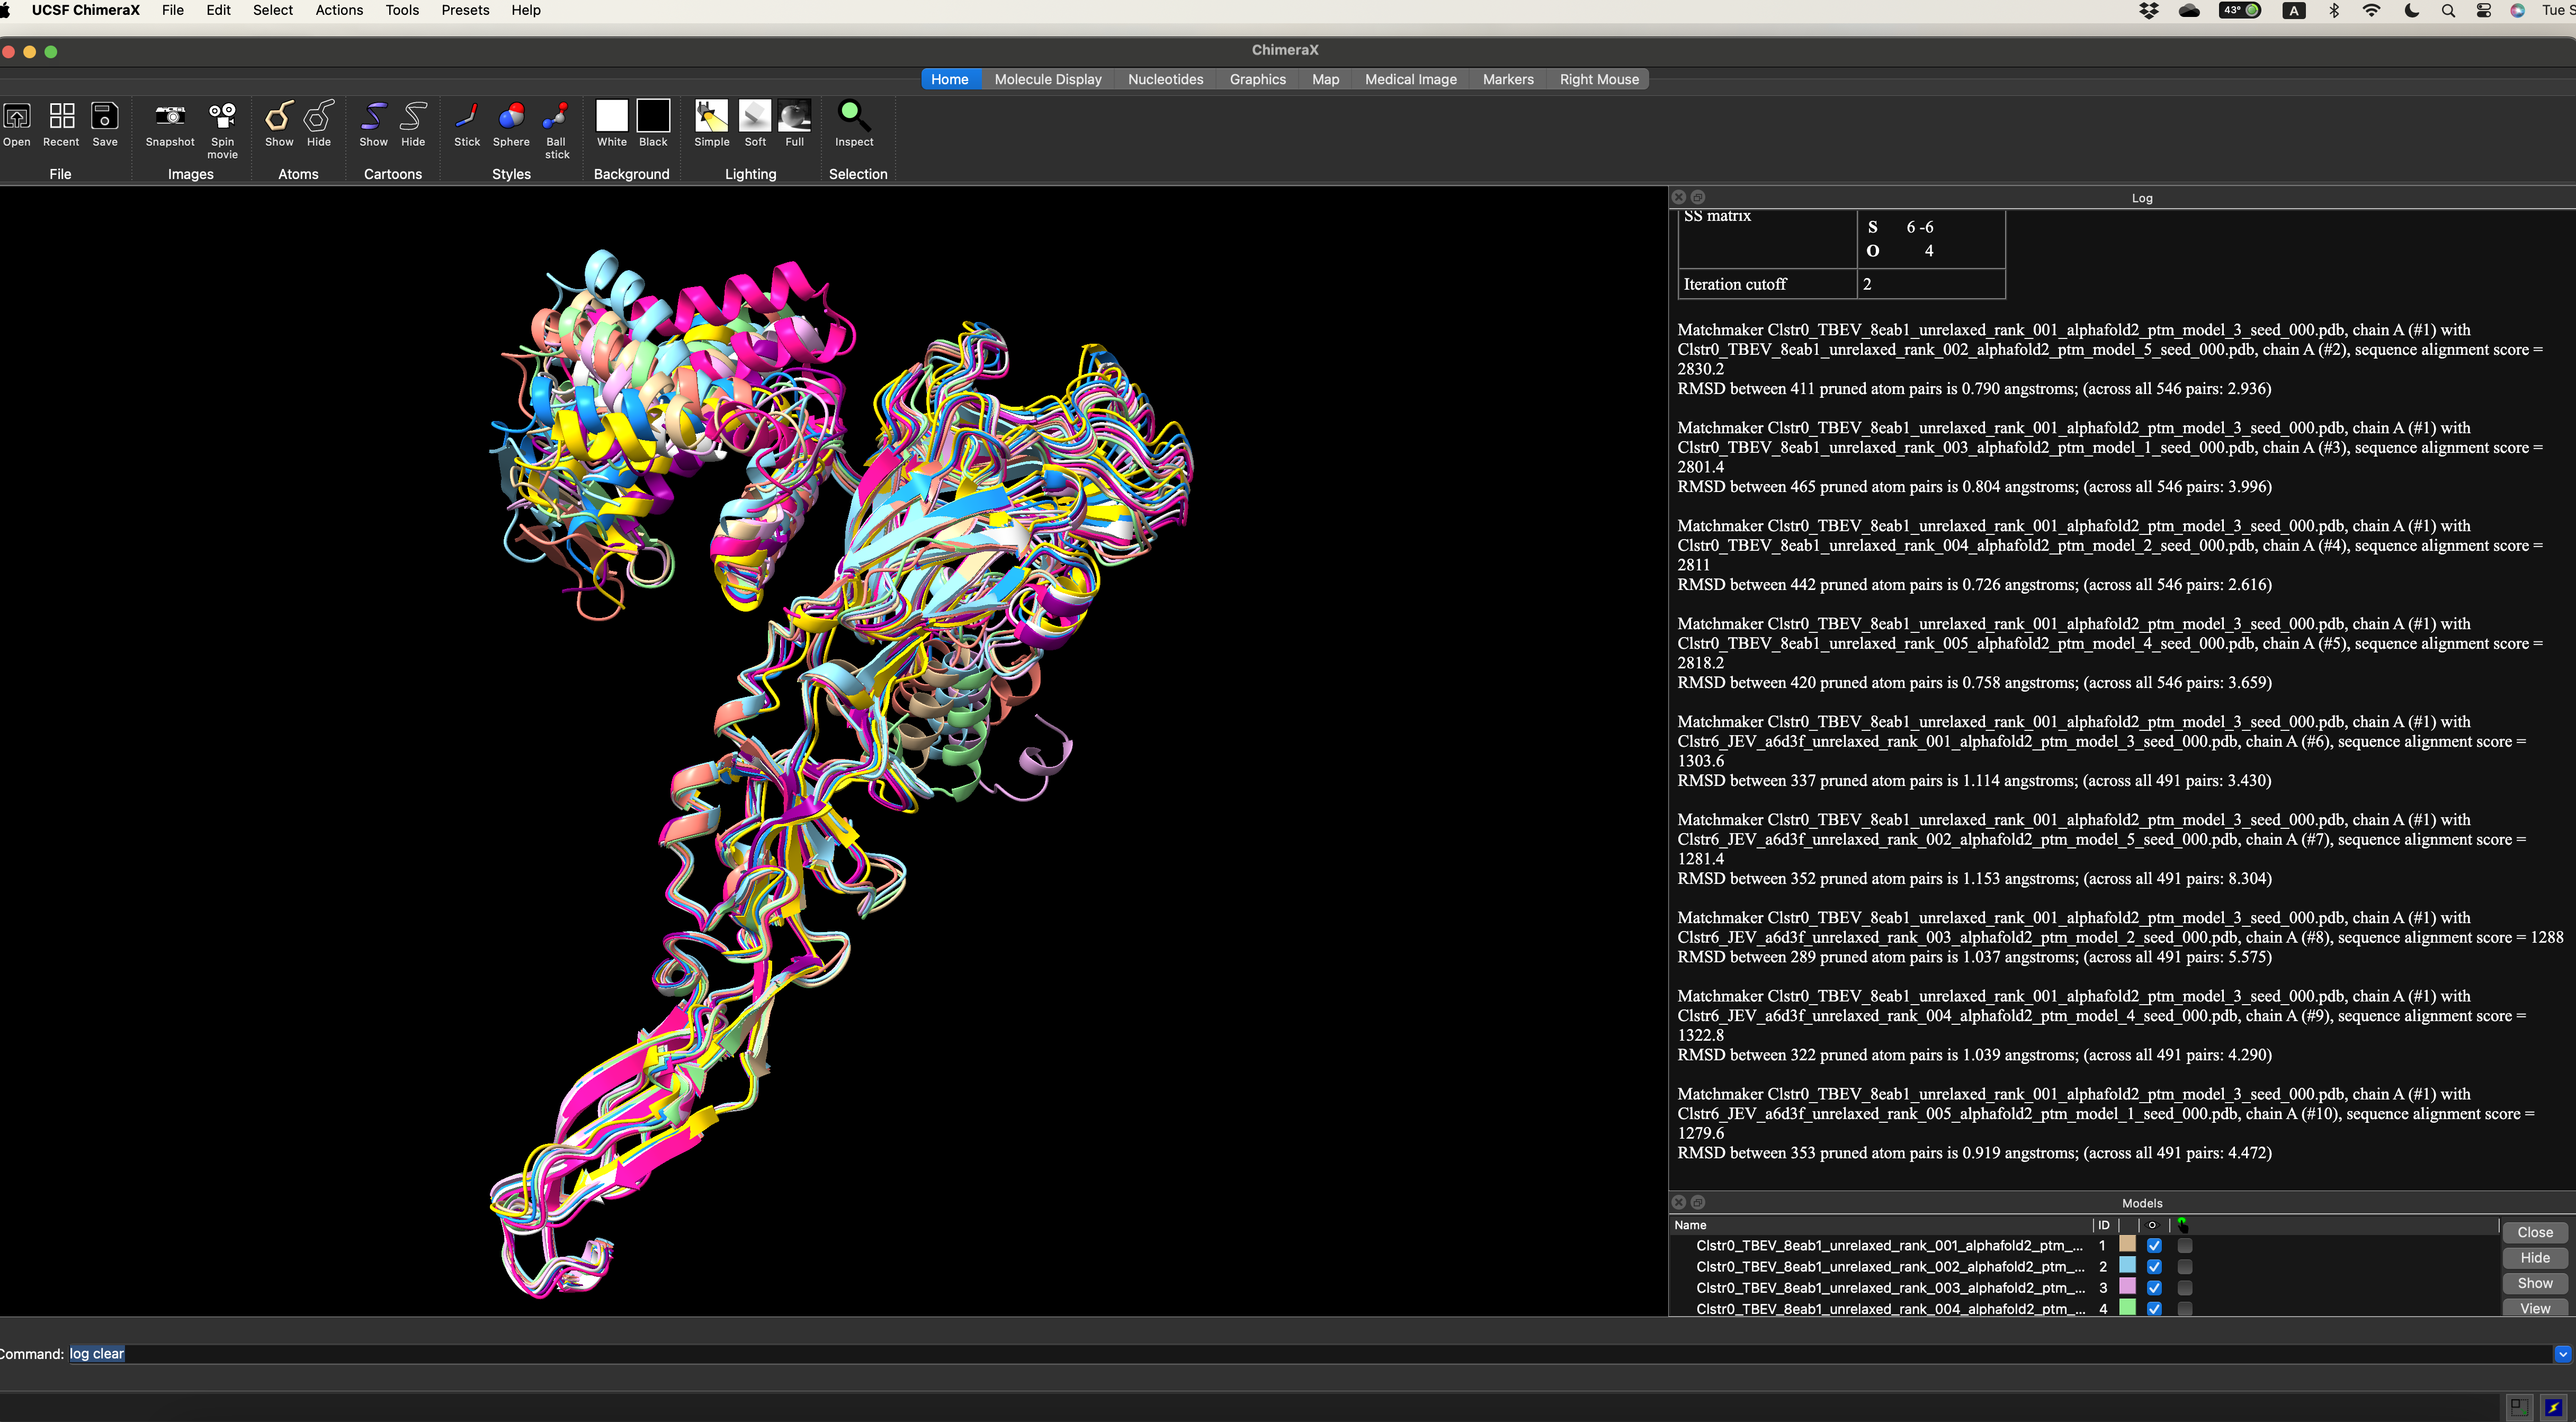 UCSF ChimeraX File Edit Select Actions Tools Presets Help 43° A Tue
ChimeraX
Home Molecule Display Nucleotides Graphics Map Medical Image Markers Right Mouse
Open Recent Save Snapshot Spin movie Show Hide Show Hide Stick Sphere Ball stick White Black Simple Soft Full Inspect
File Images Atoms Cartoons Styles Background Lighting Selection
Log
SS matrix
S 6 -6
O 4
Iteration cutoff 2
Matchmaker Clstr0_TBEV_8eab1_unrelaxed_rank_001_alphafold2_ptm_model_3_seed_000.pdb, chain A (#1) with
Clstr0_TBEV_8eab1_unrelaxed_rank_002_alphafold2_ptm_model_5_seed_000.pdb, chain A (#2), sequence alignment score =
2830.2
RMSD between 411 pruned atom pairs is 0.790 angstroms; (across all 546 pairs: 2.936)
Matchmaker Clstr0_TBEV_8eab1_unrelaxed_rank_001_alphafold2_ptm_model_3_seed_000.pdb, chain A (#1) with
Clstr0_TBEV_8eab1_unrelaxed_rank_003_alphafold2_ptm_model_1_seed_000.pdb, chain A (#3), sequence alignment score =
2801.4
RMSD between 465 pruned atom pairs is 0.804 angstroms; (across all 546 pairs: 3.996)
Matchmaker Clstr0_TBEV_8eab1_unrelaxed_rank_001_alphafold2_ptm_model_3_seed_000.pdb, chain A (#1) with
Clstr0_TBEV_8eab1_unrelaxed_rank_004_alphafold2_ptm_model_2_seed_000.pdb, chain A (#4), sequence alignment score =
2811
RMSD between 442 pruned atom pairs is 0.726 angstroms; (across all 546 pairs: 2.616)
Matchmaker Clstr0_TBEV_8eab1_unrelaxed_rank_001_alphafold2_ptm_model_3_seed_000.pdb, chain A (#1) with
Clstr0_TBEV_8eab1_unrelaxed_rank_005_alphafold2_ptm_model_4_seed_000.pdb, chain A (#5), sequence alignment score =
2818.2
RMSD between 420 pruned atom pairs is 0.758 angstroms; (across all 546 pairs: 3.659)
Matchmaker Clstr0_TBEV_8eab1_unrelaxed_rank_001_alphafold2_ptm_model_3_seed_000.pdb, chain A (#1) with
Clstr6_JEV_a6d3f_unrelaxed_rank_001_alphafold2_ptm_model_3_seed_000.pdb, chain A (#6), sequence alignment score =
1303.6
RMSD between 337 pruned atom pairs is 1.114 angstroms; (across all 491 pairs: 3.430)
Matchmaker Clstr0_TBEV_8eab1_unrelaxed_rank_001_alphafold2_ptm_model_3_seed_000.pdb, chain A (#1) with
Clstr6_JEV_a6d3f_unrelaxed_rank_002_alphafold2_ptm_model_5_seed_000.pdb, chain A (#7), sequence alignment score =
1281.4
RMSD between 352 pruned atom pairs is 1.153 angstroms; (across all 491 pairs: 8.304)
Matchmaker Clstr0_TBEV_8eab1_unrelaxed_rank_001_alphafold2_ptm_model_3_seed_000.pdb, chain A (#1) with
Clstr6_JEV_a6d3f_unrelaxed_rank_003_alphafold2_ptm_model_2_seed_000.pdb, chain A (#8), sequence alignment score = 1288
RMSD between 289 pruned atom pairs is 1.037 angstroms; (across all 491 pairs: 5.575)
Matchmaker Clstr0_TBEV_8eab1_unrelaxed_rank_001_alphafold2_ptm_model_3_seed_000.pdb, chain A (#1) with
Clstr6_JEV_a6d3f_unrelaxed_rank_004_alphafold2_ptm_model_4_seed_000.pdb, chain A (#9), sequence alignment score =
1322.8
RMSD between 322 pruned atom pairs is 1.039 angstroms; (across all 491 pairs: 4.290)
Matchmaker Clstr0_TBEV_8eab1_unrelaxed_rank_001_alphafold2_ptm_model_3_seed_000.pdb, chain A (#1) with
Clstr6_JEV_a6d3f_unrelaxed_rank_005_alphafold2_ptm_model_1_seed_000.pdb, chain A (#10), sequence alignment score =
1279.6
RMSD between 353 pruned atom pairs is 0.919 angstroms; (across all 491 pairs: 4.472)
Models
Name ID Close
Clstr0_TBEV_8eab1_unrelaxed_rank_001_alphafold2_ptm_... 1
Clstr0_TBEV_8eab1_unrelaxed_rank_002_alphafold2_ptm_... 2 Hide
Clstr0_TBEV_8eab1_unrelaxed_rank_003_alphafold2_ptm_... 3 Show
Clstr0_TBEV_8eab1_unrelaxed_rank_004_alphafold2_ptm_... 4 View
Command: log clear